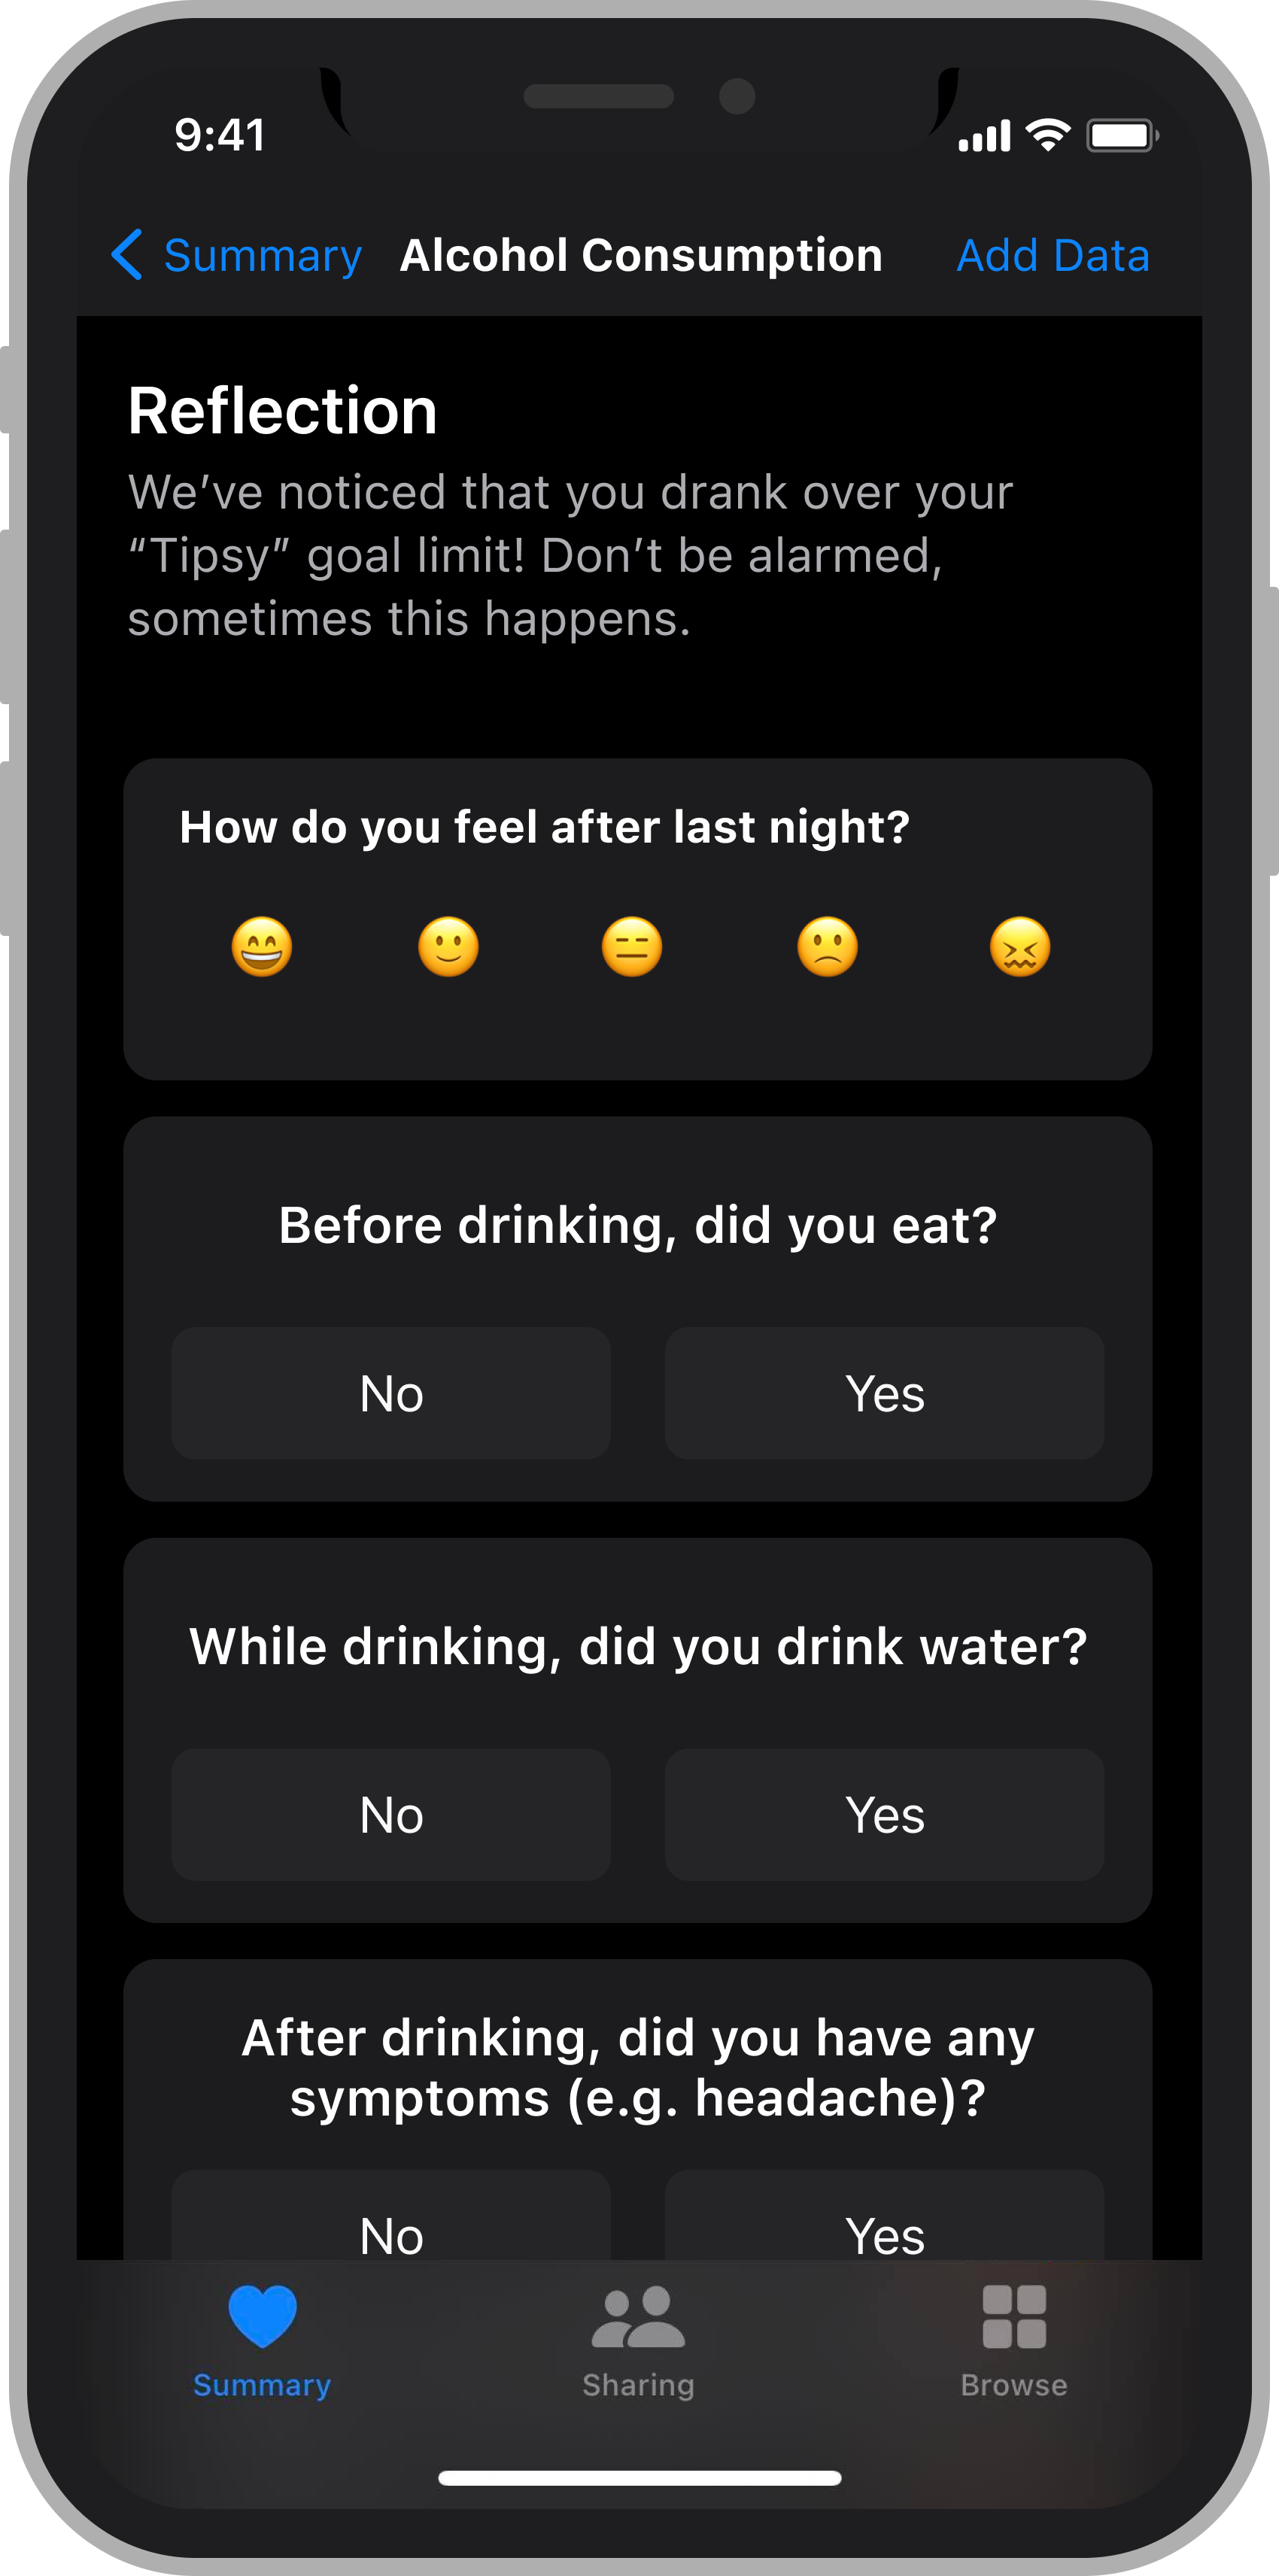 9:41
Summary Alcohol Consumption Add Data
Reflection
We’ve noticed that you drank over your
“Tipsy” goal limit! Don’t be alarmed,
sometimes this happens.
How do you feel after last night?
Before drinking, did you eat?
No Yes
While drinking, did you drink water?
No Yes
After drinking, did you have any
symptoms (e.g. headache)?
No Yes
Summary Sharing Browse